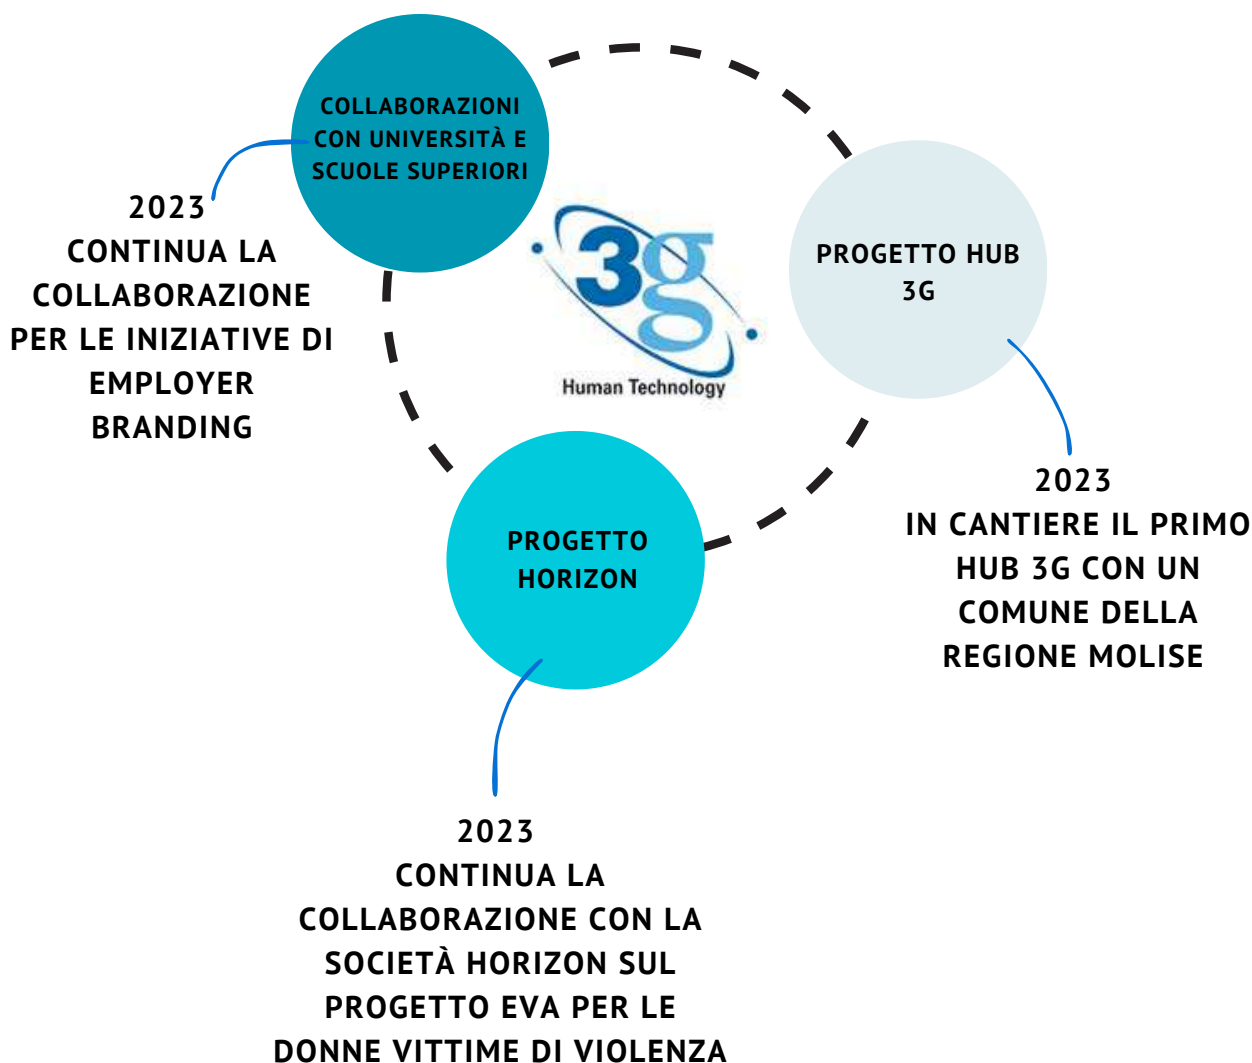 COLLABORAZIONI
CON UNIVERSITÀ E
SCUOLE SUPERIORI
2023
CONTINUA LA
COLLABORAZIONE
PER LE INIZIATIVE DI
EMPLOYER
BRANDING
3g
Human Technology
PROGETTO HUB
3G
2023
IN CANTIERE IL PRIMO
HUB 3G CON UN
COMUNE DELLA
REGIONE MOLISE
PROGETTO
HORIZON
2023
CONTINUA LA
COLLABORAZIONE CON LA
SOCIETÀ HORIZON SUL
PROGETTO EVA PER LE
DONNE VITTIME DI VIOLENZA